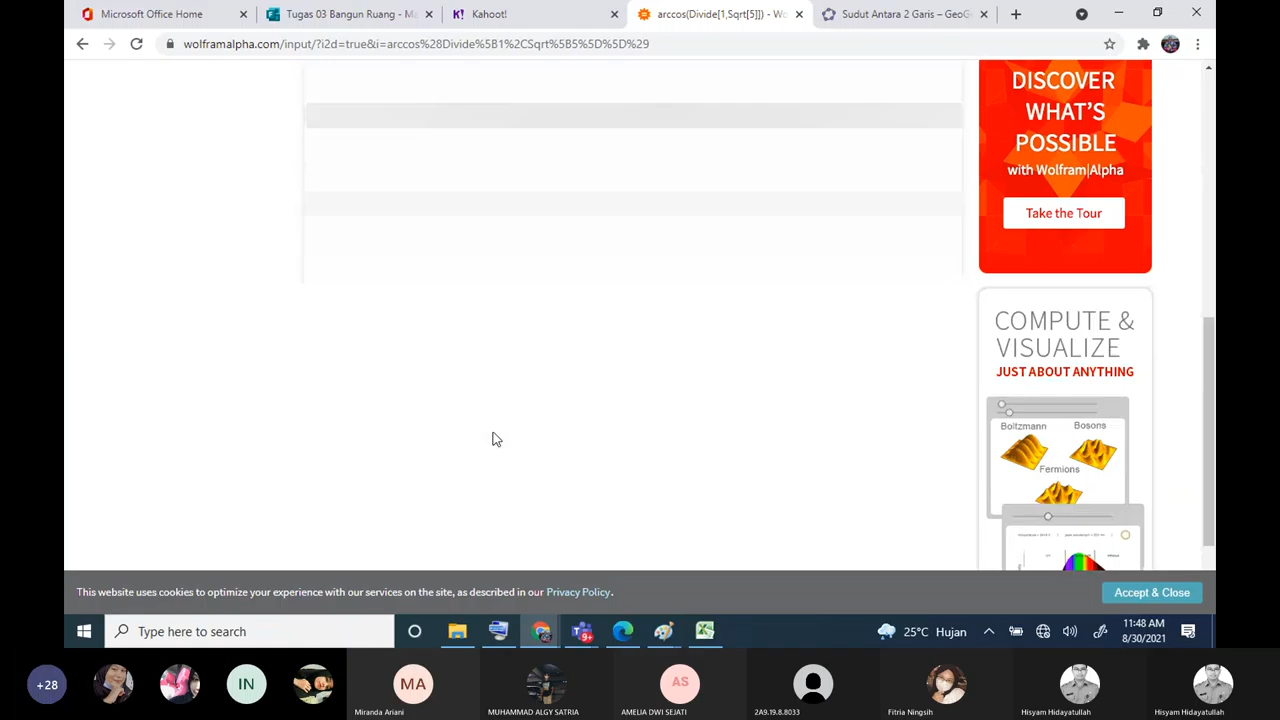 Microsoft Office Home
Tugas 03 Bangun Ruang - Ma
Kahoot!
arccos(Divide[1,Sqrt[5]]) - Wo
Sudut Antara 2 Garis – GeoGe
wolframalpha.com/input/?i2d=true&i=arccos%28Divide%5B1%2CSqrt%5B5%5D%5D%29
DISCOVER
WHAT'S
POSSIBLE
with Wolfram|Alpha
Take the Tour
COMPUTE &
VISUALIZE
JUST ABOUT ANYTHING
Boltzmann
Bosons
Fermions
This website uses cookies to optimize your experience with our services on the site, as described in our Privacy Policy.
Accept & Close
Type here to search
9+
25°C Hujan
11:48 AM
8/30/2021
+28
IN
MA
AS
Miranda Ariani
MUHAMMAD ALGY SATRIA
AMELIA DWI SEJATI
2A9.19.8.8033
Fitria Ningsih
Hisyam Hidayatullah
Hisyam Hidayatullah